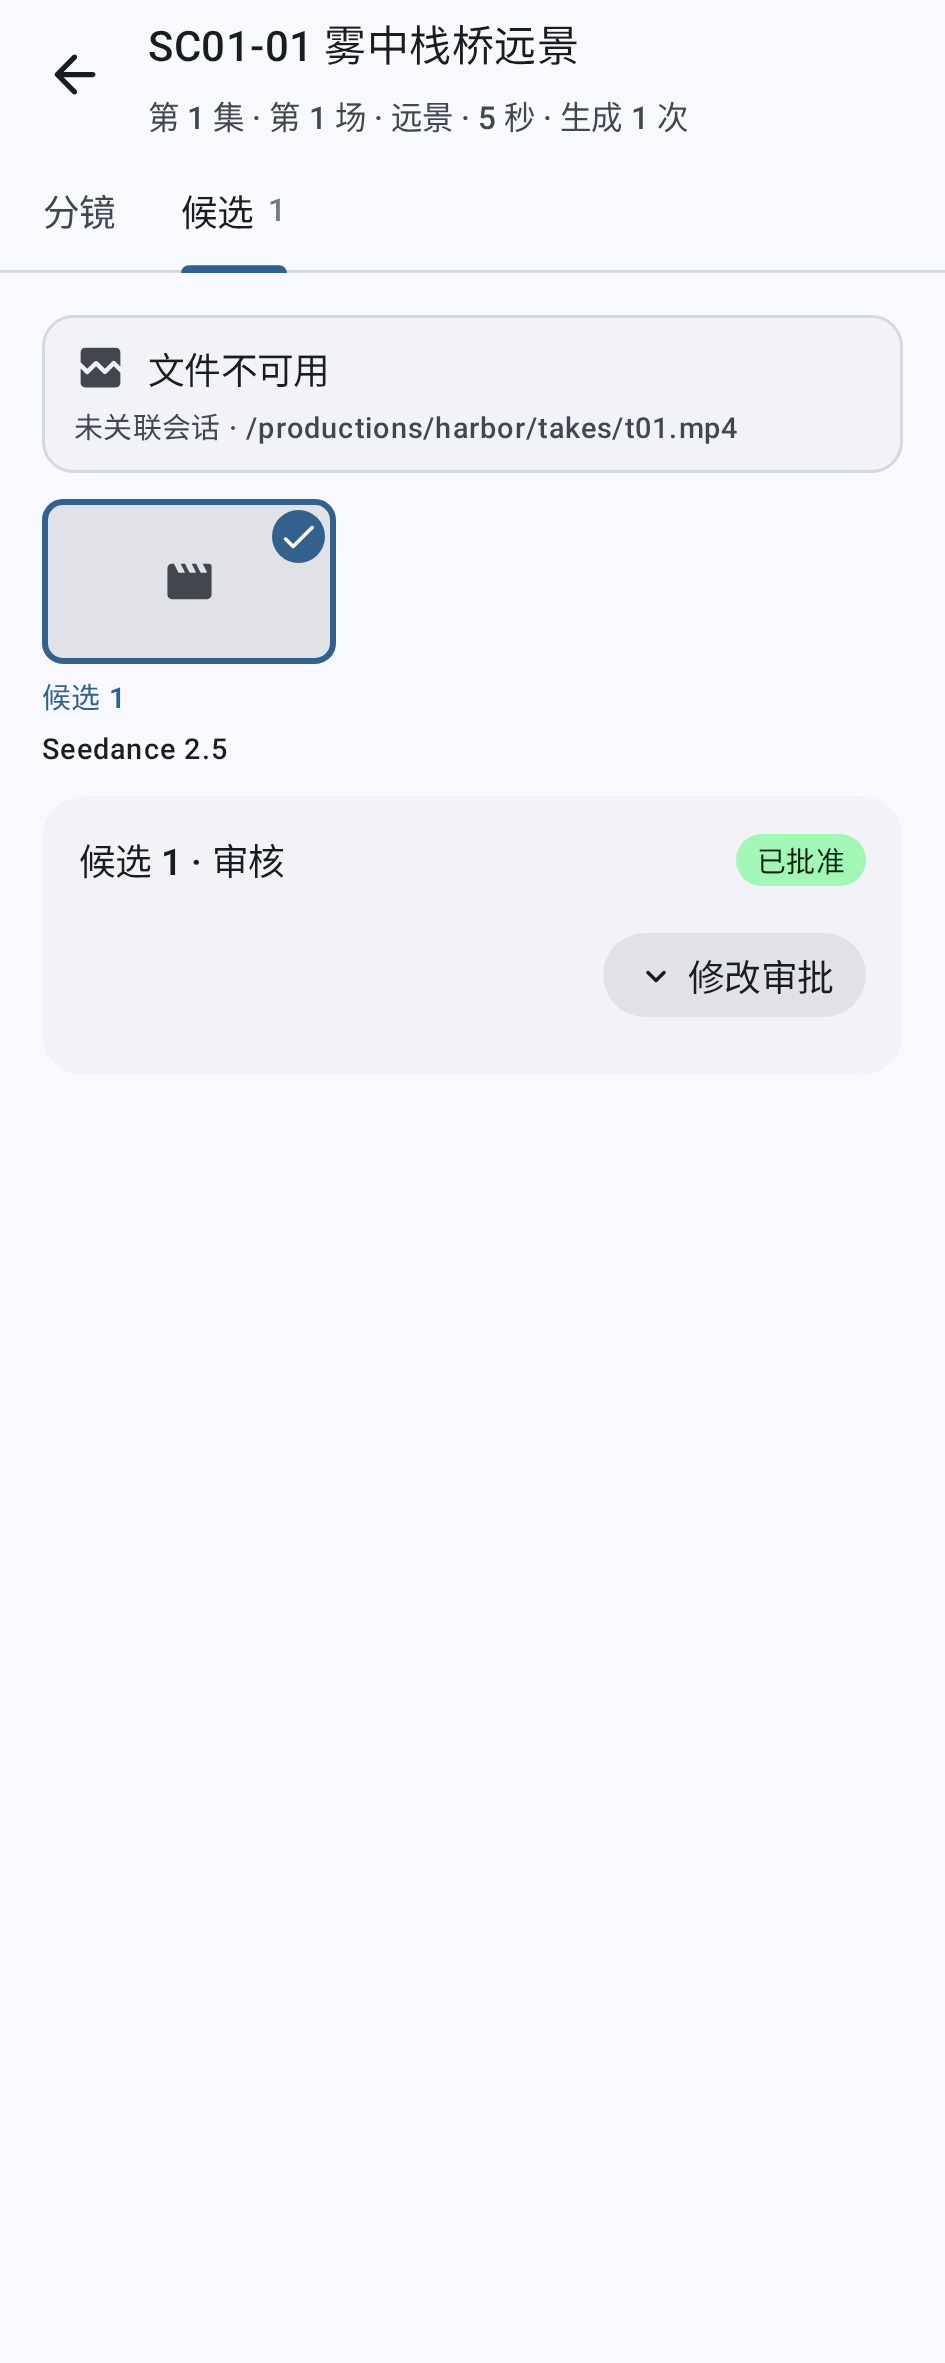 SC01-01 雾中栈桥远景
第 1 集 · 第 1 场 · 远景 · 5 秒 · 生成 1 次
分镜 候选 1
文件不可用
未关联会话 · /productions/harbor/takes/t01.mp4
候选 1
Seedance 2.5
候选 1 · 审核 已批准
修改审批